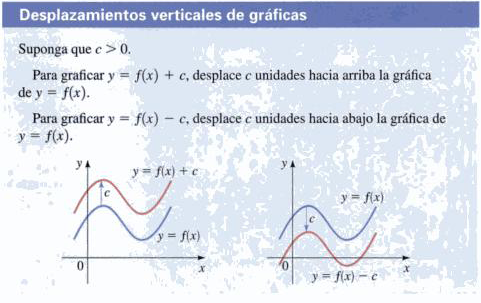 Desplazamientos verticales de gráficas
Suponga que c > 0.
Para graficar y = f(x) + c, desplace c unidades hacia arriba la gráfica
de y = f(x).
Para graficar y = f(x) − c, desplace c unidades hacia abajo la gráfica de
y = f(x).
y
y = f(x) + c
c
y = f(x)
0
x
y
y = f(x)
c
0
x
y = f(x) − c